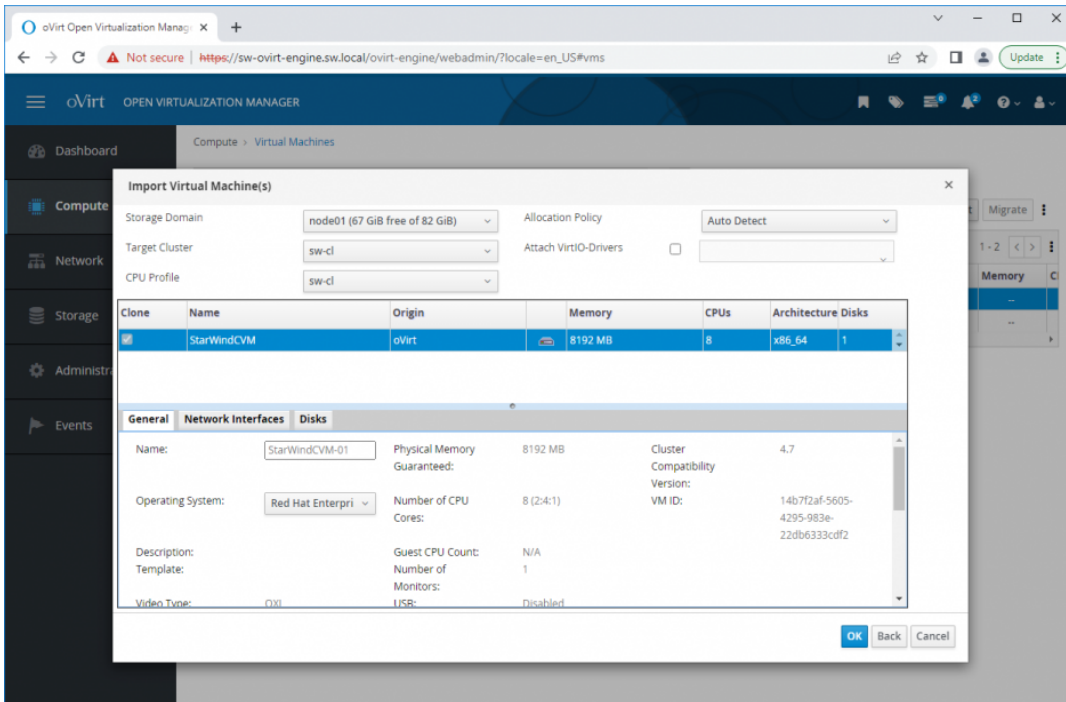 oVirt Open Virtualization Manag
Not secure | https://sw-ovirt-engine.sw.local/ovirt-engine/webadmin/?locale=en_US#vms
Update
oVirt OPEN VIRTUALIZATION MANAGER
0
2
Dashboard
Compute > Virtual Machines
Import Virtual Machine(s)
Compute
Migrate
Storage Domain
node01 (67 GiB free of 82 GiB)
Allocation Policy
Auto Detect
Target Cluster
sw-cl
Attach VirtIO-Drivers
1 - 2
Network
CPU Profile
sw-cl
Memory
Storage
Clone Name Origin Memory CPUs Architecture Disks
StarWindCVM oVirt 8192 MB 8 x86_64 1
--
--
Administra
Events
General Network Interfaces Disks
Name:
StarWindCVM-01
Physical Memory
Guaranteed:
8192 MB
Cluster
Compatibility
Version:
4.7
Operating System:
Red Hat Enterpri
Number of CPU
Cores:
8 (2:4:1)
VM ID:
14b7f2af-5605-
4295-983e-
22db6333cdf2
Description:
Guest CPU Count:
N/A
Template:
Number of
Monitors:
1
Video Type:
QXL
USB:
Disabled
OK Back Cancel